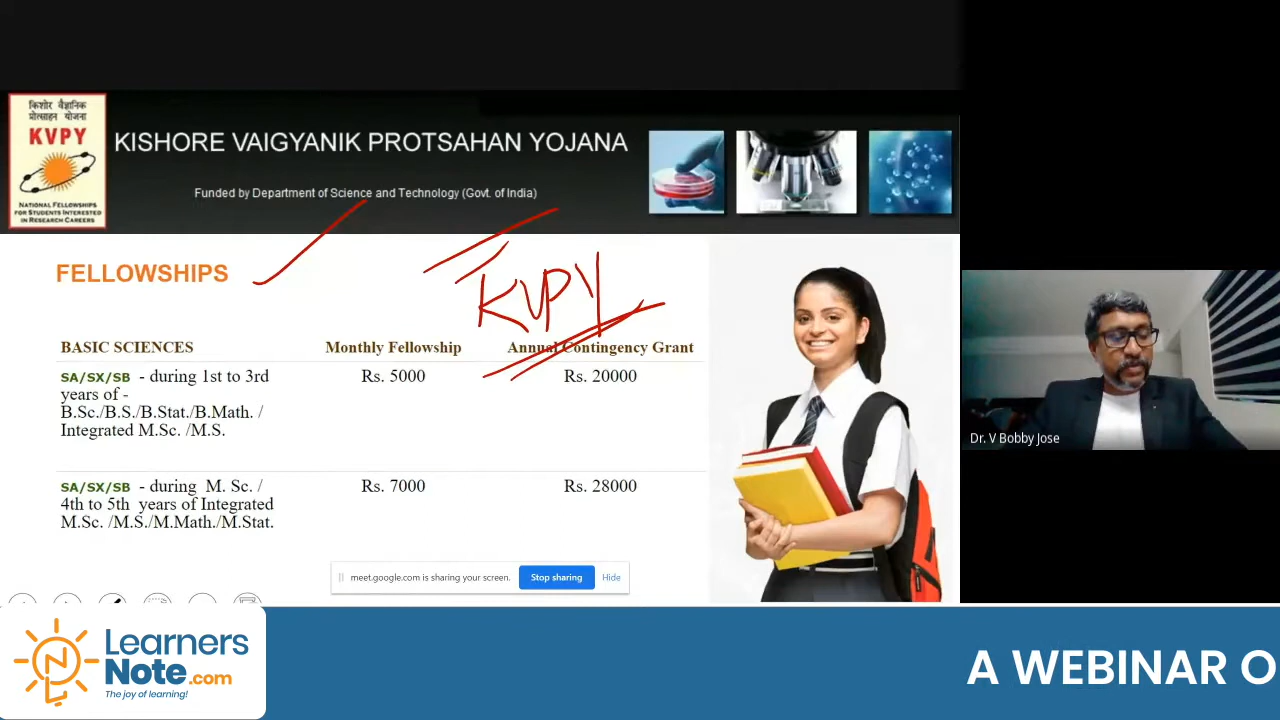 किशोर वैज्ञानिक
प्रोत्साहन योजना
KVPY
NATIONAL FELLOWSHIPS
FOR STUDENTS INTERESTED
IN RESEARCH CAREERS
KISHORE VAIGYANIK PROTSAHAN YOJANA
Funded by Department of Science and Technology (Govt. of India)
FELLOWSHIPS
KVPY
BASIC SCIENCES Monthly Fellowship Annual Contingency Grant
SA/SX/SB - during 1st to 3rd Rs. 5000 Rs. 20000
years of -
B.Sc./B.S./B.Stat./B.Math. /
Integrated M.Sc. /M.S.
SA/SX/SB - during M. Sc. / Rs. 7000 Rs. 28000
4th to 5th years of Integrated
M.Sc. /M.S./M.Math./M.Stat.
Dr. V Bobby Jose
meet.google.com is sharing your screen. Stop sharing Hide
Learners
Note.com
The joy of learning!
A WEBINAR O